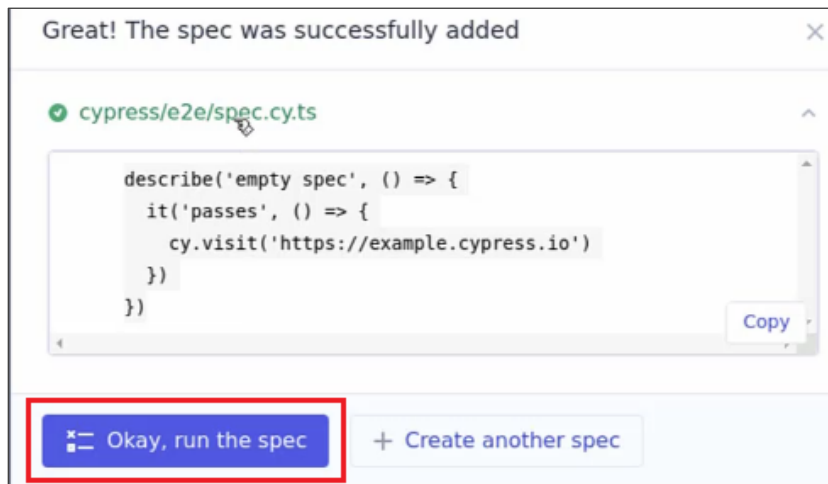 Great! The spec was successfully added
cypress/e2e/spec.cy.ts
describe('empty spec', () => {
  it('passes', () => {
    cy.visit('https://example.cypress.io')
  })
})
Copy
Okay, run the spec
+ Create another spec